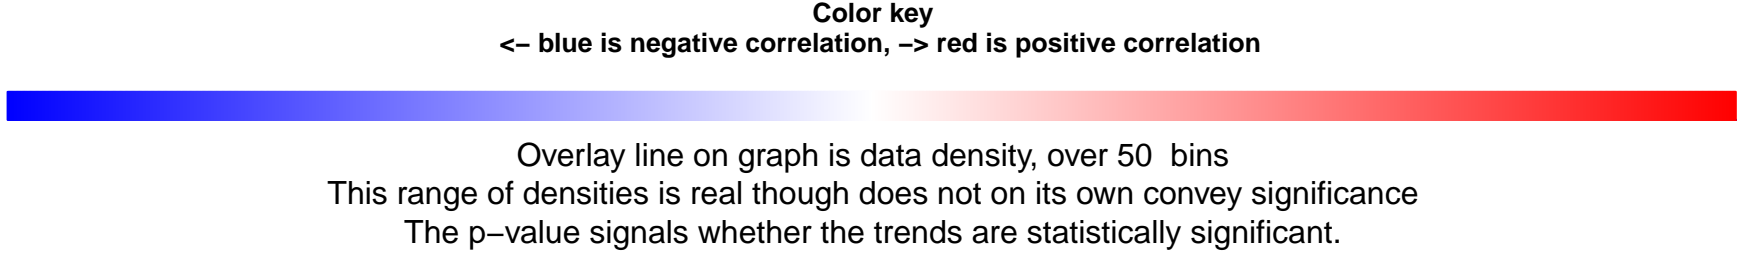 Color key
<− blue is negative correlation, −> red is positive correlation
Overlay line on graph is data density, over 50  bins
This range of densities is real though does not on its own convey significance
The p−value signals whether the trends are statistically significant.